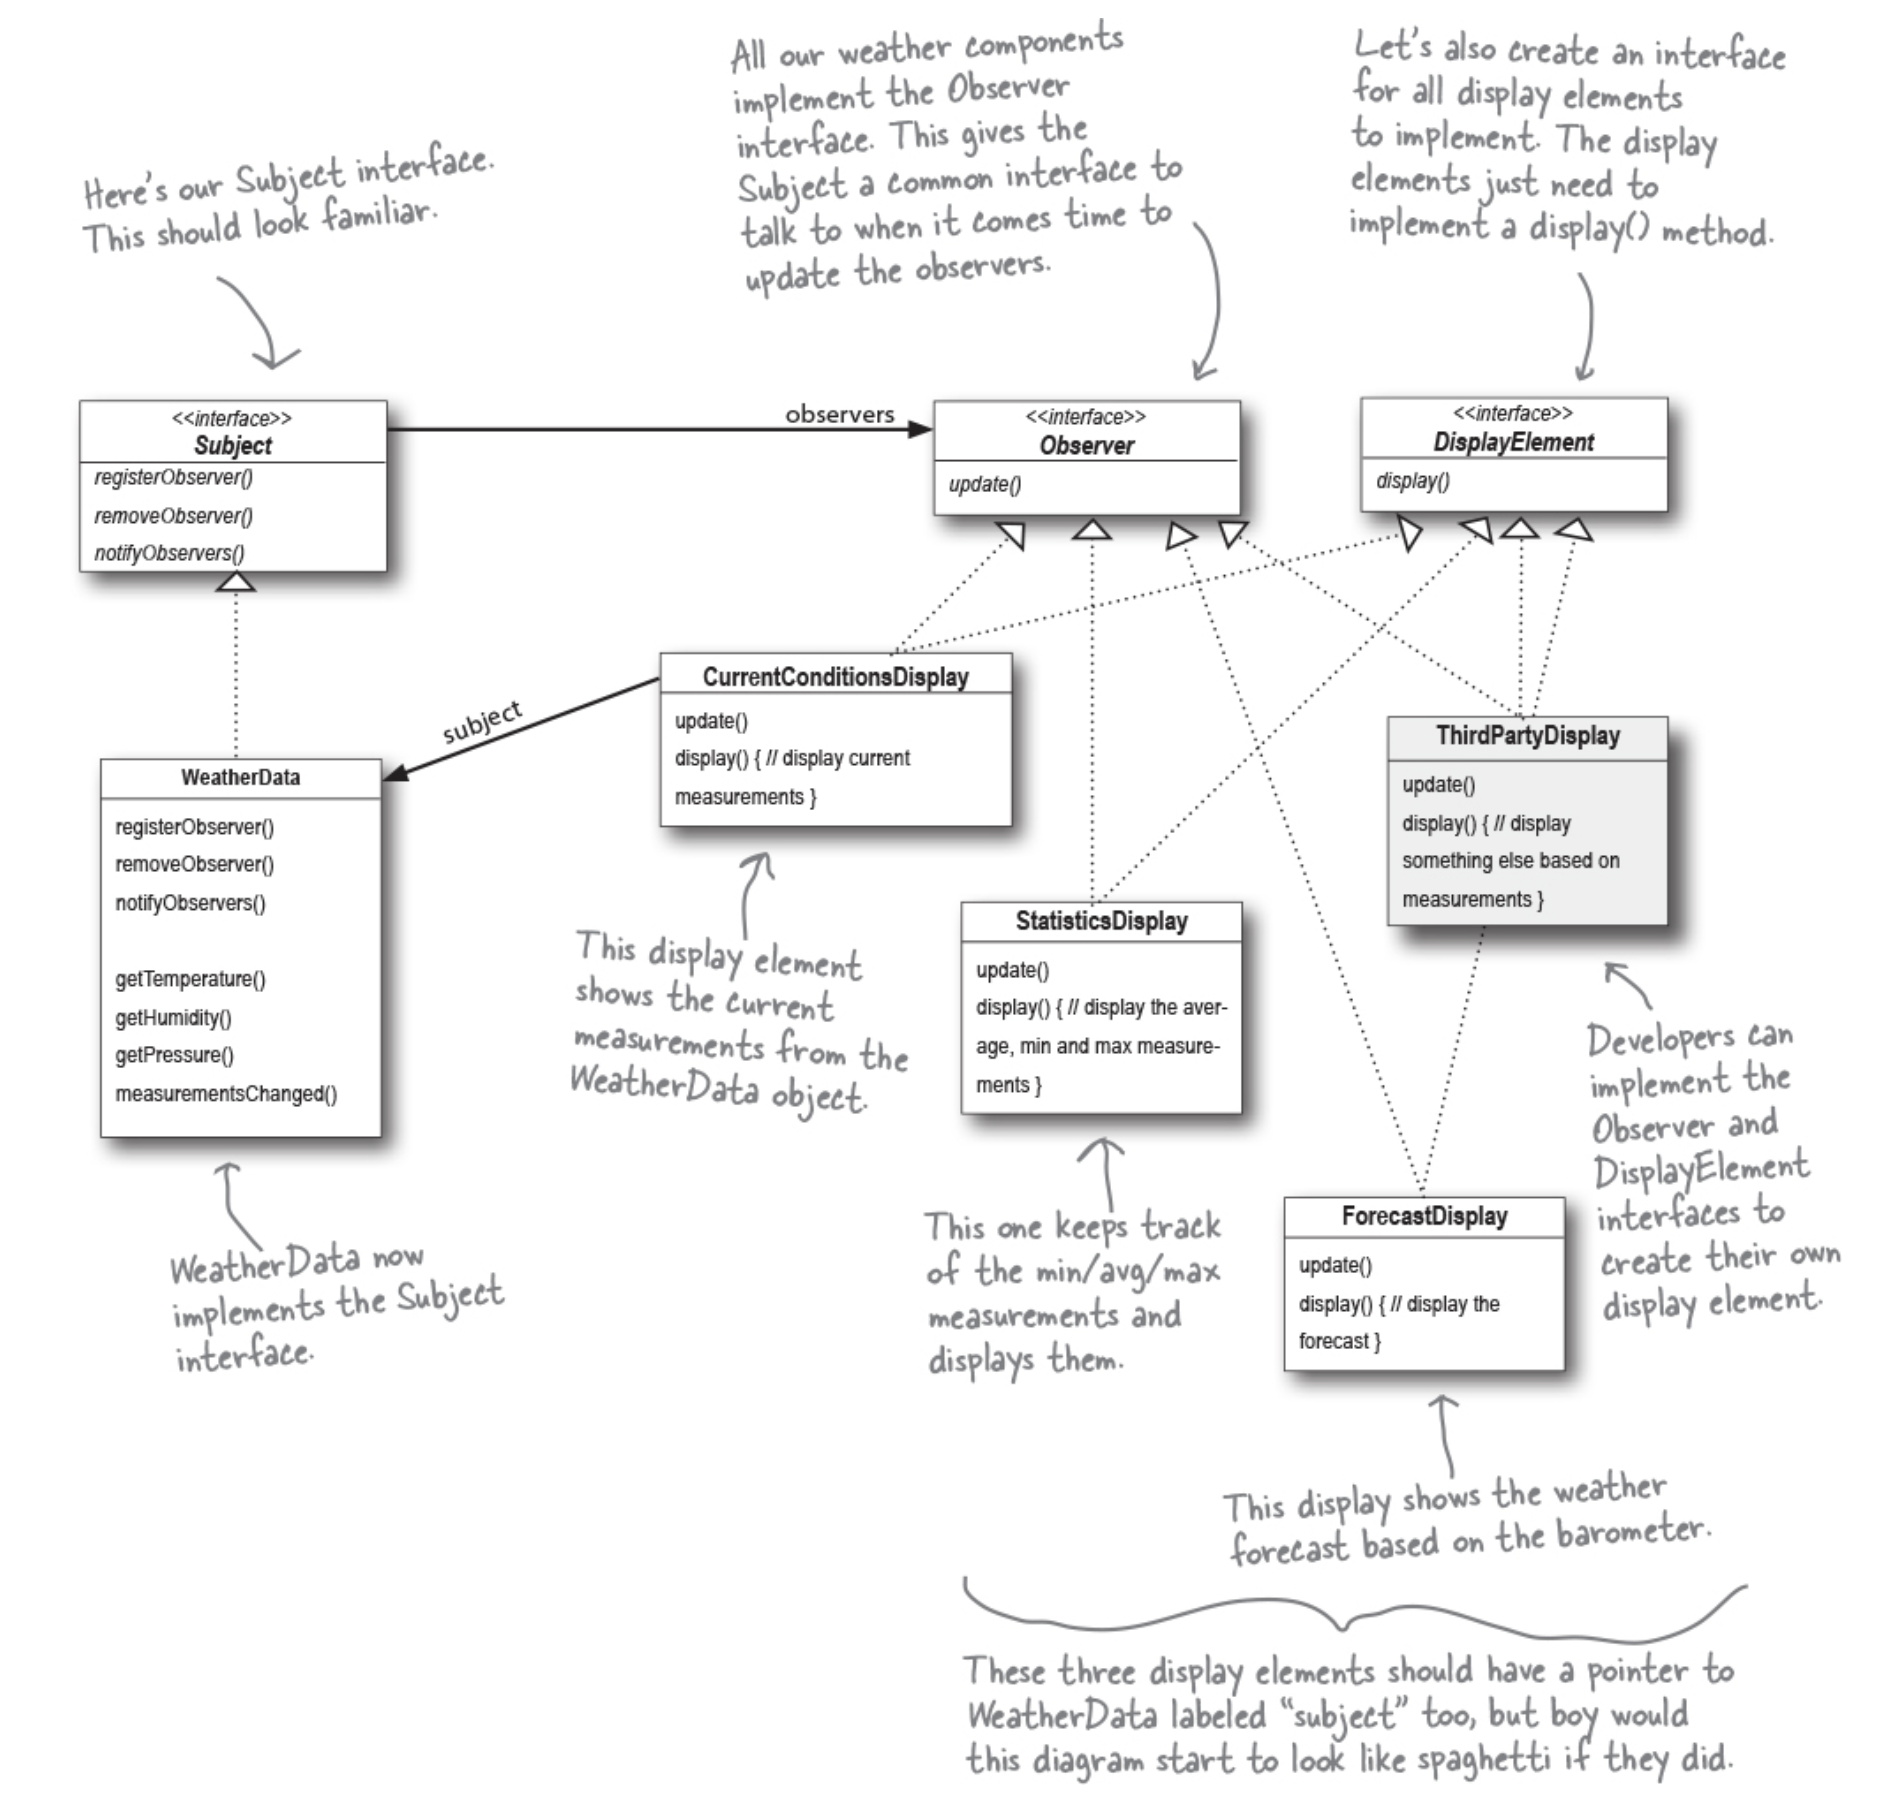 Here's our Subject interface.
This should look familiar.
All our weather components
implement the Observer
interface. This gives the
Subject a common interface to
talk to when it comes time to
update the observers.
Let's also create an interface
for all display elements
to implement. The display
elements just need to
implement a display() method.
<<interface>>
Subject
registerObserver()
removeObserver()
notifyObservers()
observers
<<interface>>
Observer
update()
<<interface>>
DisplayElement
display()
subject
CurrentConditionsDisplay
update()
display() { // display current
measurements }
WeatherData
registerObserver()
removeObserver()
notifyObservers()
getTemperature()
getHumidity()
getPressure()
measurementsChanged()
ThirdPartyDisplay
update()
display() { // display
something else based on
measurements }
StatisticsDisplay
update()
display() { // display the aver-
age, min and max measure-
ments }
This display element
shows the current
measurements from the
WeatherData object.
Developers can
implement the
Observer and
DisplayElement
interfaces to
create their own
display element.
ForecastDisplay
update()
display() { // display the
forecast }
WeatherData now
implements the Subject
interface.
This one keeps track
of the min/avg/max
measurements and
displays them.
This display shows the weather
forecast based on the barometer.
These three display elements should have a pointer to
WeatherData labeled “subject” too, but boy would
this diagram start to look like spaghetti if they did.